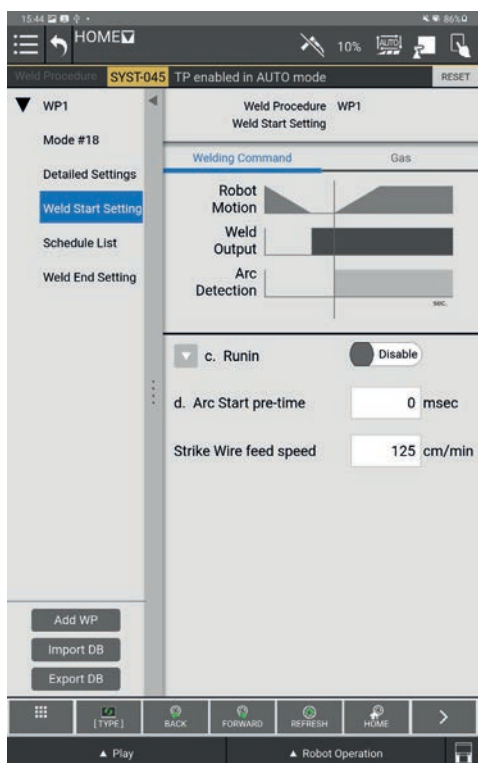 15:44
86%
HOME
10%
AUTO
Weld Procedure SYST-045 TP enabled in AUTO mode RESET
WP1
Mode #18
Detailed Settings
Weld Start Setting
Schedule List
Weld End Setting
Add WP
Import DB
Export DB
Weld Procedure WP1
Weld Start Setting
Welding Command Gas
Robot
Motion
Weld
Output
Arc
Detection
sec.
c. Runin Disable
d. Arc Start pre-time 0 msec
Strike Wire feed speed 125 cm/min
[TYPE] BACK FORWARD REFRESH HOME
Play Robot Operation